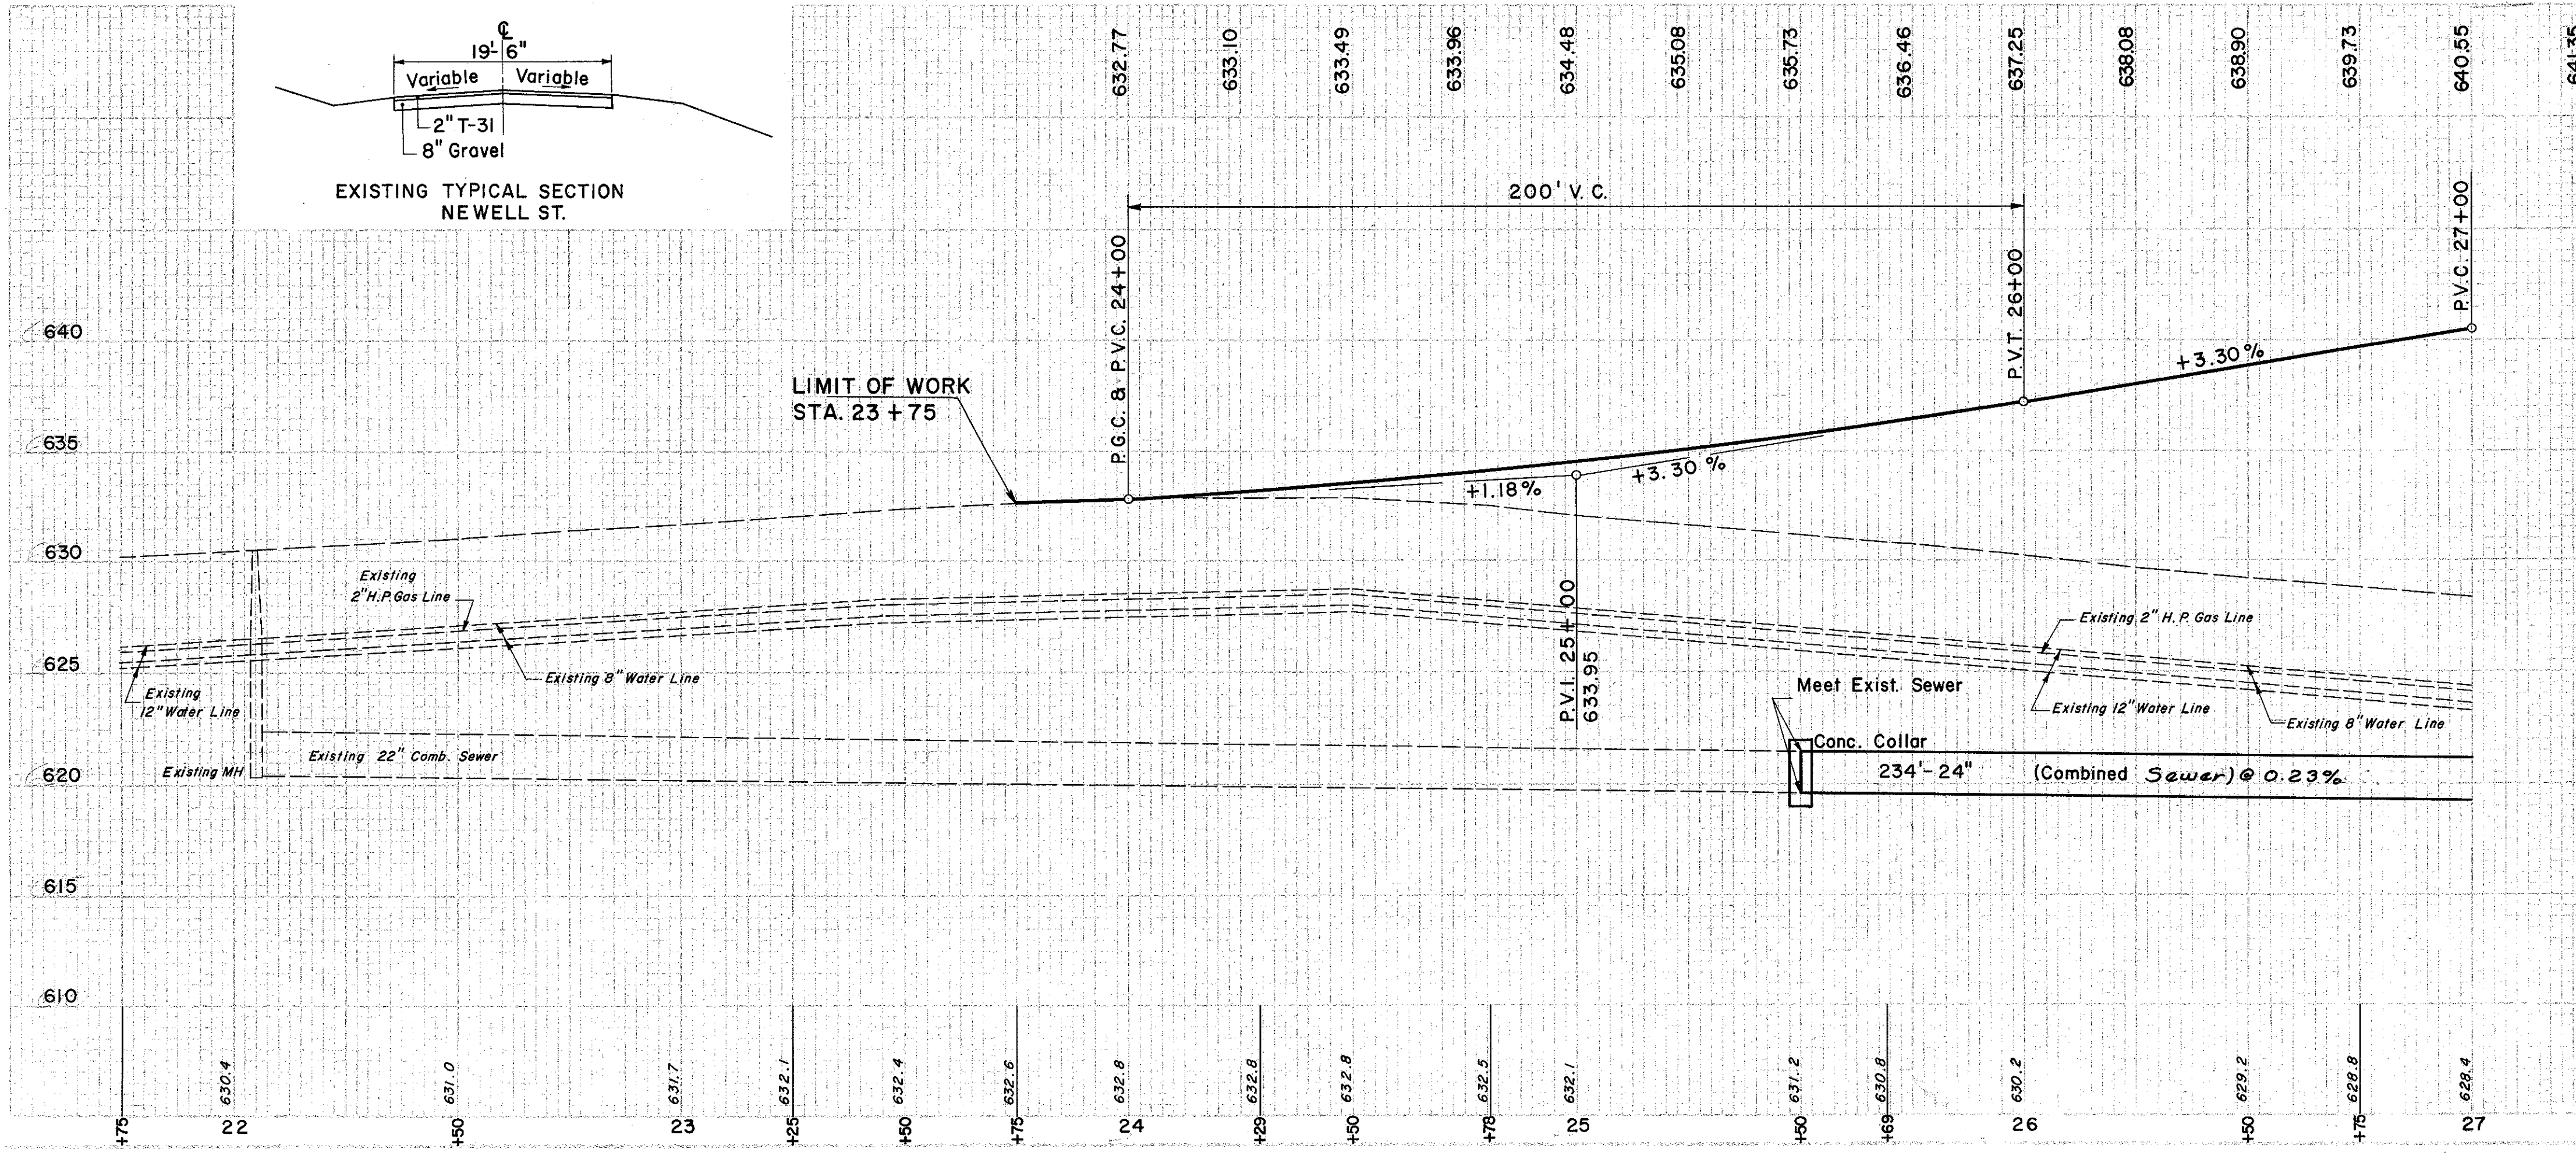 ℄
19'-6"
Variable Variable
2" T-31
8" Gravel
EXISTING TYPICAL SECTION
NEWELL ST.
632.77
633.10
633.49
633.96
634.48
635.08
635.73
636.46
637.25
638.08
638.90
639.73
640.55
641.35
200' V.C.
P.G.C. & P.V.C. 24+00
P.V.T. 26+00
P.V.C. 27+00
640
635
630
625
620
615
610
LIMIT OF WORK
STA. 23+75
+1.18%
+3.30%
+3.30%
P.V.I. 25+00
633.95
Existing
2" H.P. Gas Line
Existing 8" Water Line
Existing
12" Water Line
Existing MH
Existing 22" Comb. Sewer
Existing 2" H.P. Gas Line
Existing 12" Water Line
Existing 8" Water Line
Meet Exist. Sewer
Conc. Collar
234'-24" (Combined Sewer) @ 0.23%
630.4
631.0
631.7
632.1
632.4
632.6
632.8
632.8
632.8
632.5
632.1
631.2
630.8
630.2
629.2
628.8
628.4
+75
22
+50
23
+25
+50
+75
24
+29
+50
+78
25
+50
+69
26
+50
+75
27